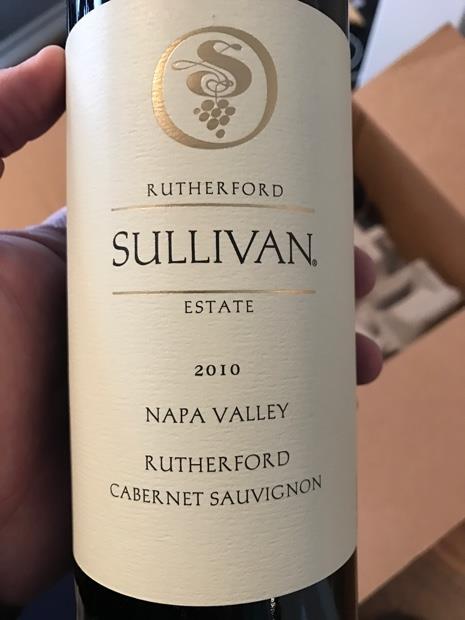 S
RUTHERFORD
SULLIVAN®
ESTATE
2010
NAPA VALLEY
RUTHERFORD
CABERNET SAUVIGNON